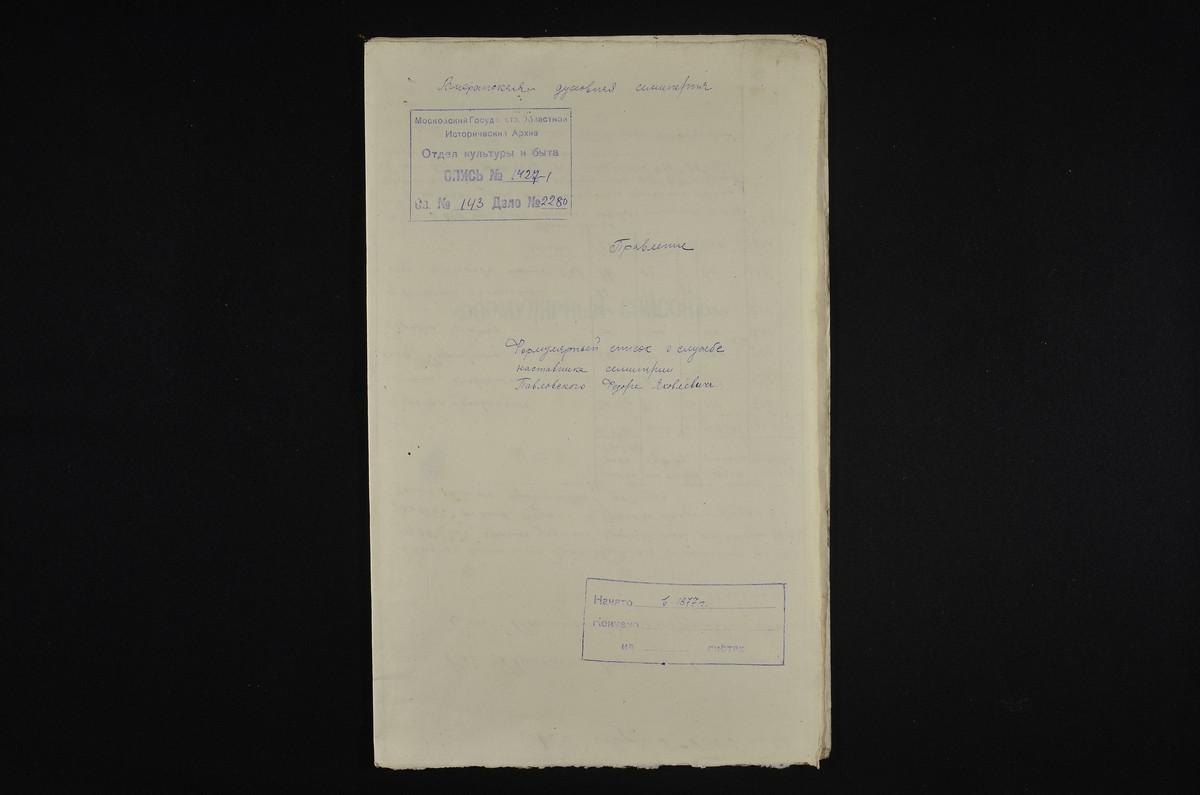 духовная семинария
Московский Государств. Областной
Исторический Архив
Отдел культуры и быта
ОПИСЬ № 1427-1
Св. № 143 Дело № 2280
Правление
Формулярный список о службе
наставника семинарии
Павловского Федора Яковлевича
Начато в 1877 г.
Кончено
на листах